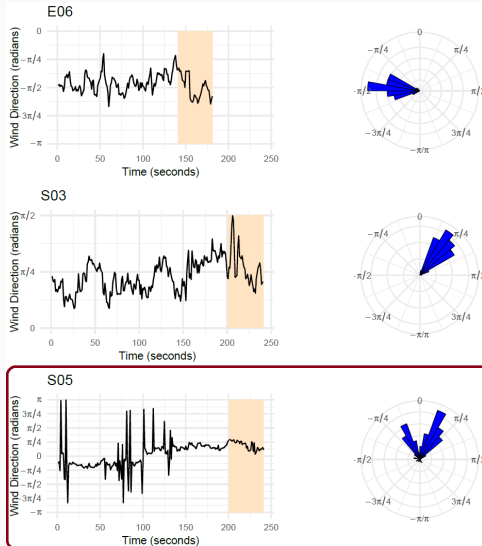 E06
Wind Direction (radians)
0
−π/4
−π/2
3π/4
−π
0 50 100 150 200 250
Time (seconds)
0
−π/4 π/4
-π/2 π/2
−3π/4 3π/4
−π/π
S03
Wind Direction (radians)
π/2
π/4
0
0 50 100 150 200 250
Time (seconds)
0
−π/4 π/4
-π/2 π/2
−3π/4 3π/4
−π/π
S05
Wind Direction (radians)
π
3π/4
π/2
π/4
0
π/4
π/2
3π/4
−π
0 50 100 150 200 250
Time (seconds)
0
−π/4 π/4
-π/2 π/2
−3π/4 3π/4
−π/π